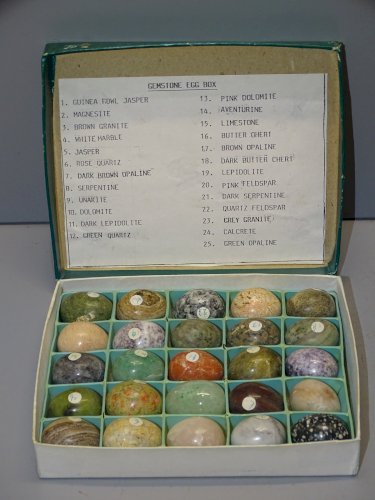 GEMSTONE EGG BOX
1. GUINEA FOWL JASPER
2. MAGNESITE
3. BROWN GRANITE
4. WHITE MARBLE
5. JASPER
6. ROSE QUARTZ
7. DARK BROWN OPALINE
8. SERPENTINE
9. UNAKITE
10. DOLOMITE
11. DARK LEPIDOLITE
12. GREEN QUARTZ
13. PINK DOLOMITE
14. AVENTURINE
15. LIMESTONE
16. BUTTER CHERT
17. BROWN OPALINE
18. DARK BUTTER CHERT
19. LEPIDOLITE
20. PINK FELDSPAR
21. DARK SERPENTINE
22. QUARTZ FELDSPAR
23. GREY GRANITE
24. CALCRETE
25. GREEN OPALINE